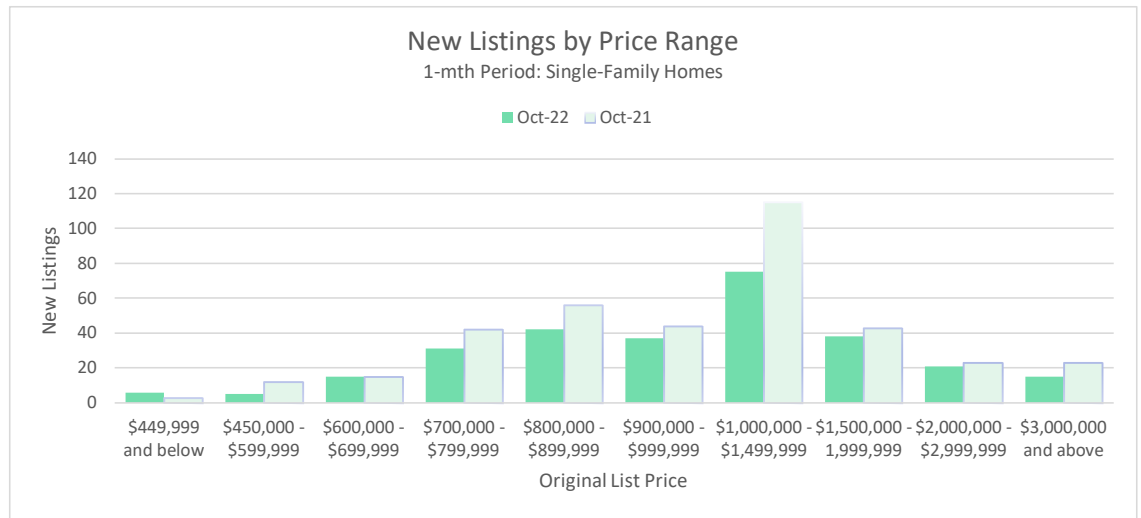 New Listings by Price Range
1-mth Period: Single-Family Homes
Oct-22 Oct-21
140
120
100
80
60
40
20
0
New Listings
$449,999 $450,000 - $600,000 - $700,000 - $800,000 - $900,000 - $1,000,000 - $1,500,000 - $2,000,000 - $3,000,000
and below $599,999 $699,999 $799,999 $899,999 $999,999 $1,499,999 1,999,999 $2,999,999 and above
Original List Price